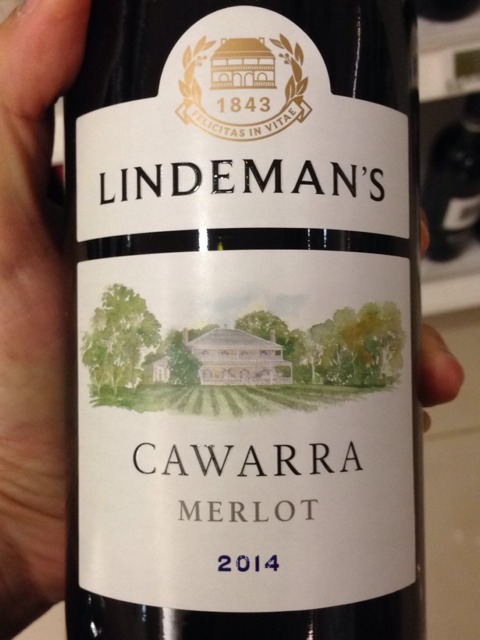 1843
FELICITAS IN VITAE
LINDEMAN'S
CAWARRA
MERLOT
2014